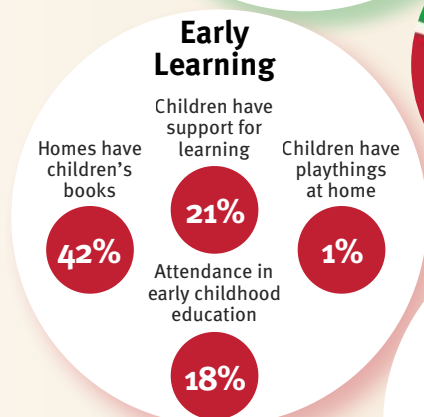 Early
Learning
Children have
support for
learning
21%
Homes have
children's
books
42%
Children have
playthings
at home
1%
Attendance in
early childhood
education
18%